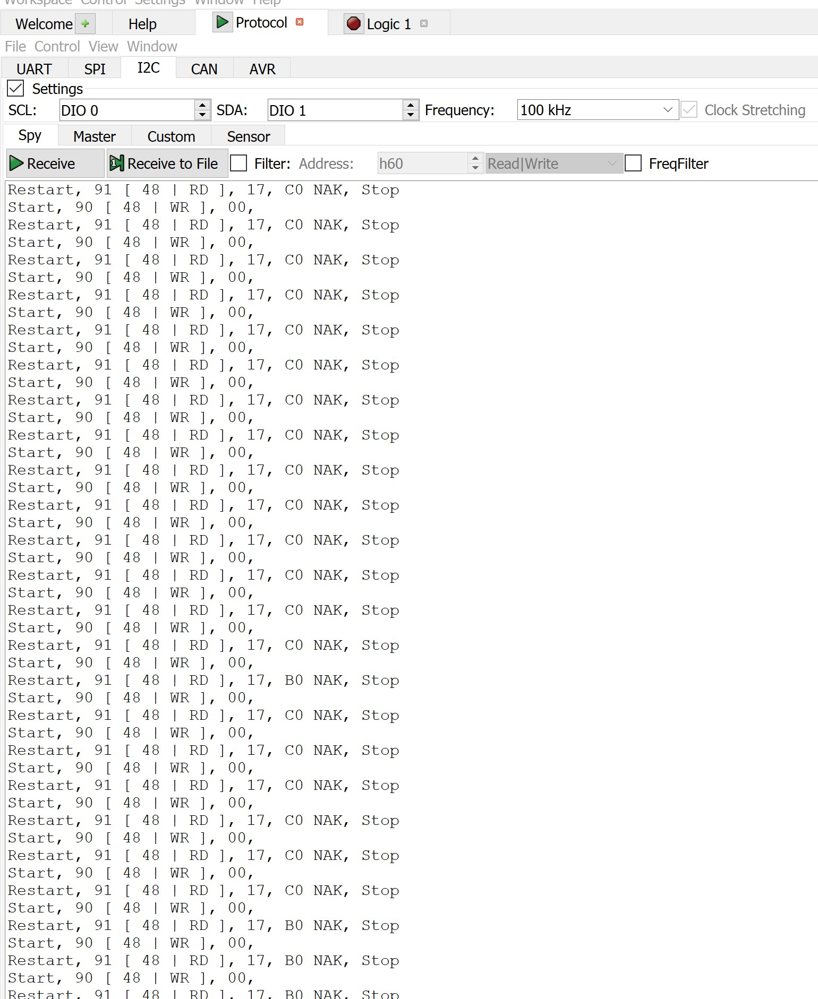 Workspace Control Settings Window Help
Welcome Help Protocol Logic 1
File Control View Window
UART SPI I2C CAN AVR
Settings
SCL: DIO 0 SDA: DIO 1 Frequency: 100 kHz Clock Stretching
Spy Master Custom Sensor
Receive 1 Receive to File Filter: Address: h60 Read|Write FreqFilter
Restart, 91 [ 48 | RD ], 17, C0 NAK, Stop
Start, 90 [ 48 | WR ], 00,
Restart, 91 [ 48 | RD ], 17, C0 NAK, Stop
Start, 90 [ 48 | WR ], 00,
Restart, 91 [ 48 | RD ], 17, C0 NAK, Stop
Start, 90 [ 48 | WR ], 00,
Restart, 91 [ 48 | RD ], 17, C0 NAK, Stop
Start, 90 [ 48 | WR ], 00,
Restart, 91 [ 48 | RD ], 17, C0 NAK, Stop
Start, 90 [ 48 | WR ], 00,
Restart, 91 [ 48 | RD ], 17, C0 NAK, Stop
Start, 90 [ 48 | WR ], 00,
Restart, 91 [ 48 | RD ], 17, C0 NAK, Stop
Start, 90 [ 48 | WR ], 00,
Restart, 91 [ 48 | RD ], 17, C0 NAK, Stop
Start, 90 [ 48 | WR ], 00,
Restart, 91 [ 48 | RD ], 17, C0 NAK, Stop
Start, 90 [ 48 | WR ], 00,
Restart, 91 [ 48 | RD ], 17, C0 NAK, Stop
Start, 90 [ 48 | WR ], 00,
Restart, 91 [ 48 | RD ], 17, C0 NAK, Stop
Start, 90 [ 48 | WR ], 00,
Restart, 91 [ 48 | RD ], 17, C0 NAK, Stop
Start, 90 [ 48 | WR ], 00,
Restart, 91 [ 48 | RD ], 17, C0 NAK, Stop
Start, 90 [ 48 | WR ], 00,
Restart, 91 [ 48 | RD ], 17, C0 NAK, Stop
Start, 90 [ 48 | WR ], 00,
Restart, 91 [ 48 | RD ], 17, B0 NAK, Stop
Start, 90 [ 48 | WR ], 00,
Restart, 91 [ 48 | RD ], 17, C0 NAK, Stop
Start, 90 [ 48 | WR ], 00,
Restart, 91 [ 48 | RD ], 17, C0 NAK, Stop
Start, 90 [ 48 | WR ], 00,
Restart, 91 [ 48 | RD ], 17, C0 NAK, Stop
Start, 90 [ 48 | WR ], 00,
Restart, 91 [ 48 | RD ], 17, C0 NAK, Stop
Start, 90 [ 48 | WR ], 00,
Restart, 91 [ 48 | RD ], 17, C0 NAK, Stop
Start, 90 [ 48 | WR ], 00,
Restart, 91 [ 48 | RD ], 17, C0 NAK, Stop
Start, 90 [ 48 | WR ], 00,
Restart, 91 [ 48 | RD ], 17, B0 NAK, Stop
Start, 90 [ 48 | WR ], 00,
Restart, 91 [ 48 | RD ], 17, B0 NAK, Stop
Start, 90 [ 48 | WR ], 00,
Restart, 91 [ 48 | RD ], 17, B0 NAK, Stop